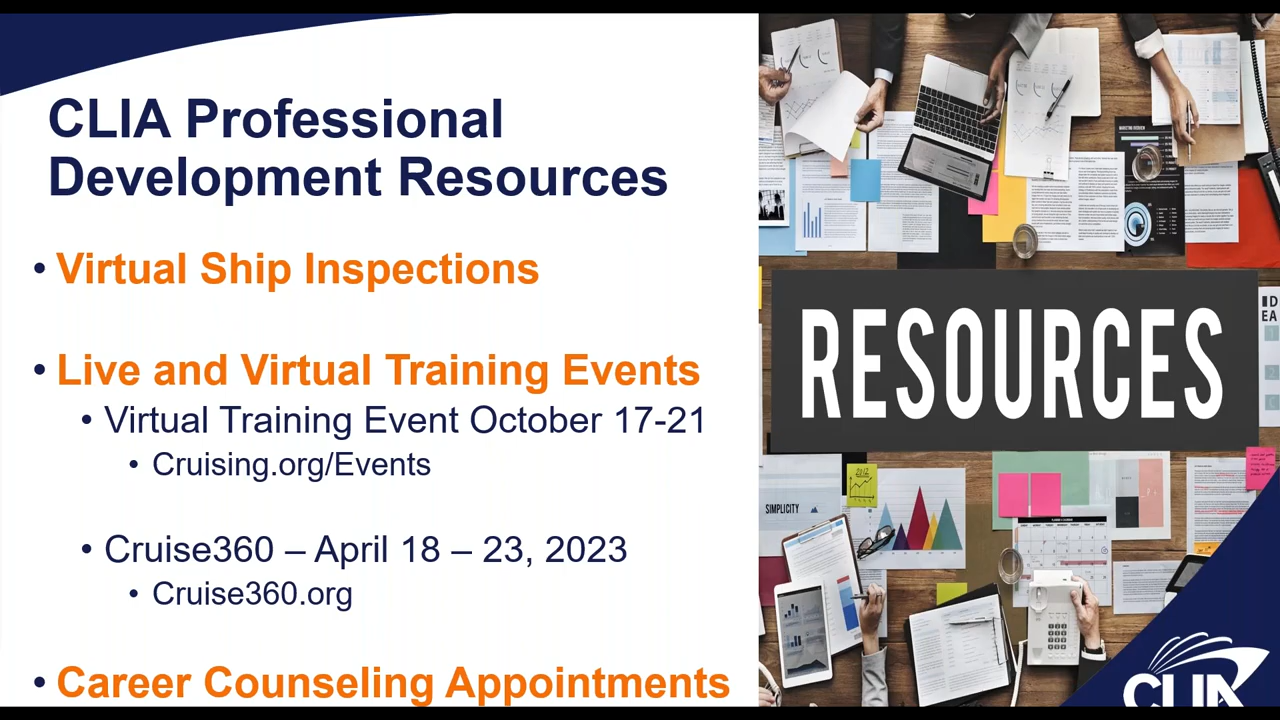 CLIA Professional
Development Resources
• Virtual Ship Inspections
• Live and Virtual Training Events
• Virtual Training Event October 17-21
• Cruising.org/Events
• Cruise360 – April 18 – 23, 2023
• Cruise360.org
• Career Counseling Appointments
RESOURCES
SIMPLICITY
CLIA